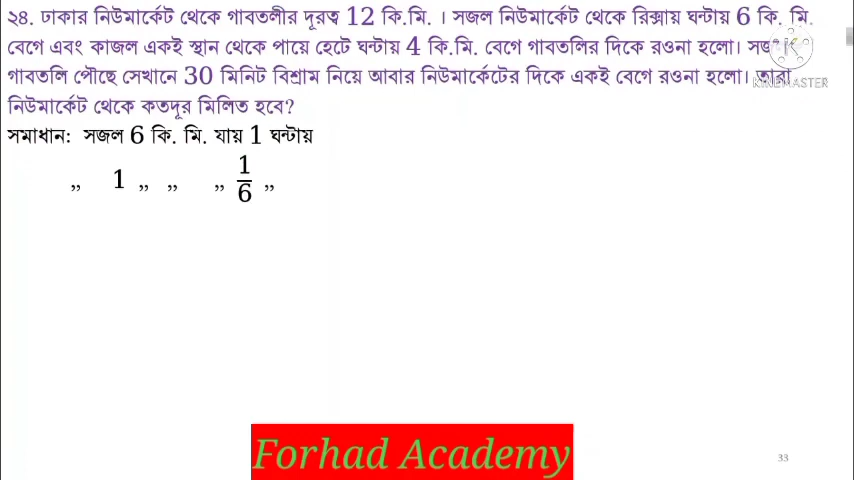 ২৪. ঢাকার নিউমার্কেট থেকে গাবতলীর দূরত্ব 12 কি.মি. । সজল নিউমার্কেট থেকে রিক্সায় ঘন্টায় 6 কি. মি.
বেগে এবং কাজল একই স্থান থেকে পায়ে হেটে ঘন্টায় 4 কি.মি. বেগে গাবতলির দিকে রওনা হলো। সজল
গাবতলি পৌছে সেখানে 30 মিনিট বিশ্রাম নিয়ে আবার নিউমার্কেটের দিকে একই বেগে রওনা হলো। তারা
KINEMASTER
নিউমার্কেট থেকে কতদূর মিলিত হবে?
সমাধান: সজল 6 কি. মি. যায় 1 ঘন্টায়
„ 1 „ „ „ 1/6 „
Forhad Academy
33